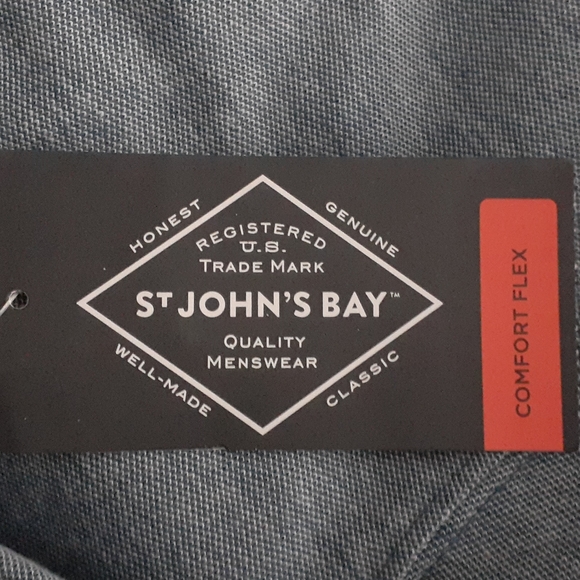 HONEST
GENUINE
REGISTERED
U.S.
TRADE MARK
ST JOHN'S BAY™
QUALITY
MENSWEAR
WELL-MADE
CLASSIC
COMFORT FLEX